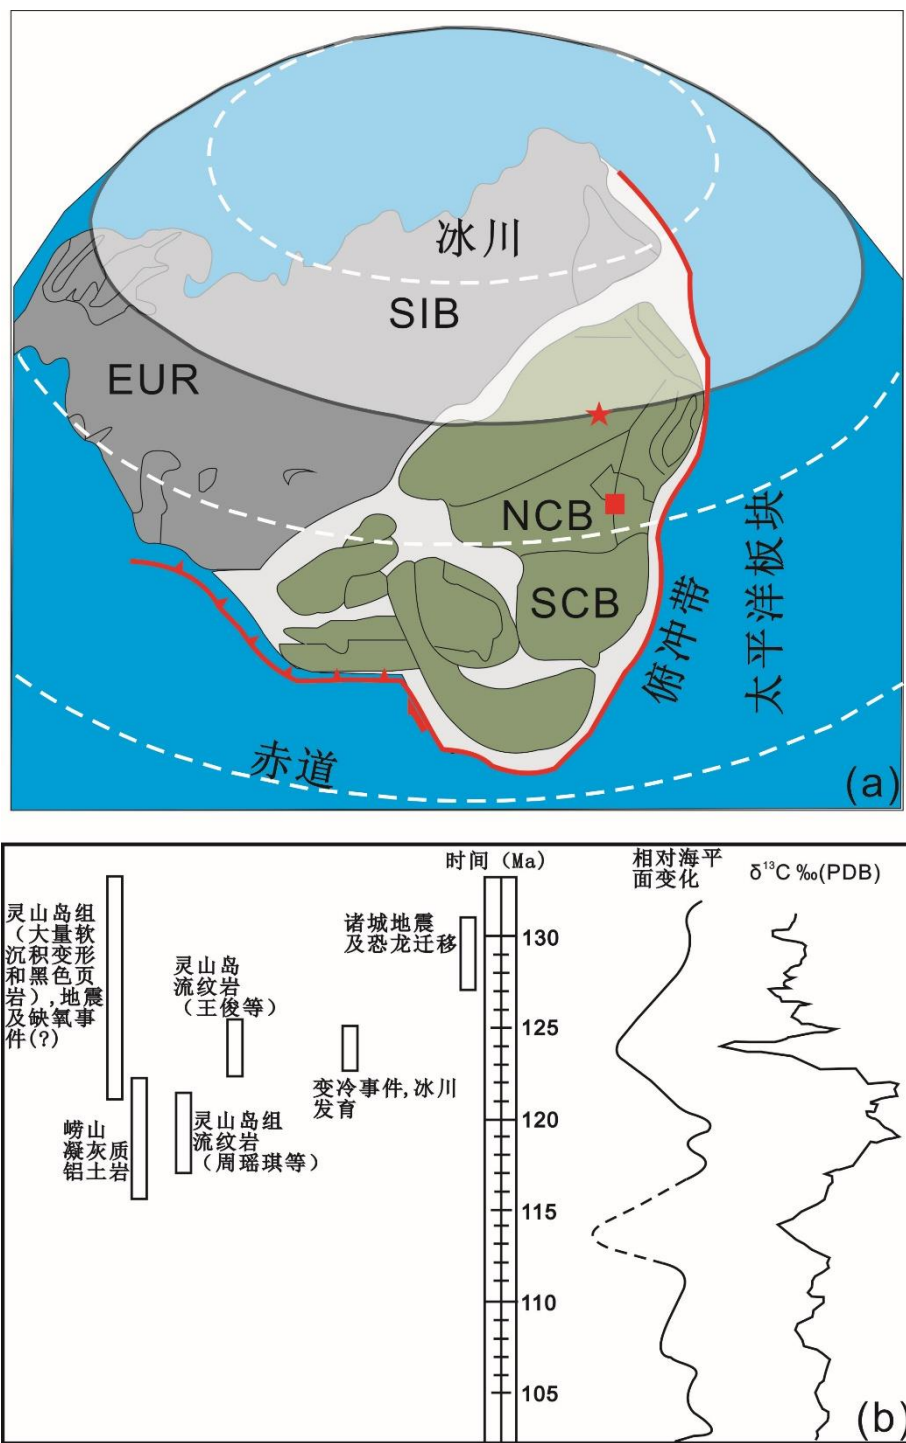 冰川
SIB
EUR
NCB
SCB
俯冲带
太平洋板块
赤道
(a)
灵山岛组
(大量软
沉积变形
和黑色页
岩),地震
及缺氧事
件(?)
崂山
凝灰质
铝土岩
灵山岛
流纹岩
(王俊等)
灵山岛组
流纹岩
(周瑶琪等)
变冷事件,冰川
发育
诸城地震
及恐龙迁移
时间 (Ma)
130
125
120
115
110
105
相对海平
面变化
δ¹³C ‰(PDB)
(b)